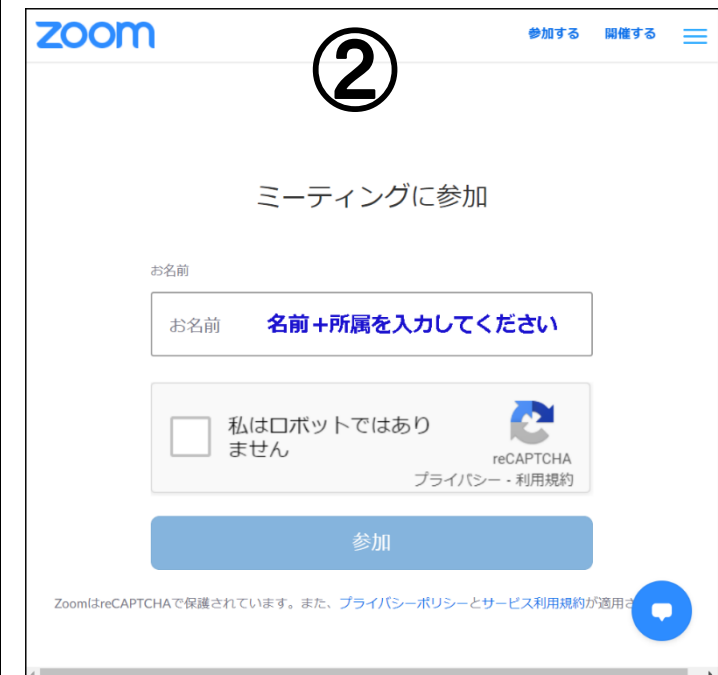 zoom
参加する 開催する
②
ミーティングに参加
お名前
お名前 名前+所属を入力してください
私はロボットではあり
ません
reCAPTCHA
プライバシー - 利用規約
参加
ZoomはreCAPTCHAで保護されています。また、プライバシーポリシーとサービス利用規約が適用さ